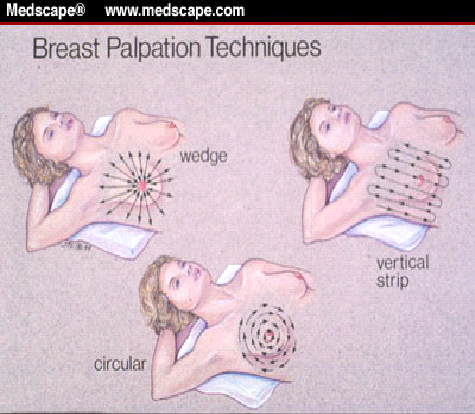 Medscape® www.medscape.com
Breast Palpation Techniques
wedge
vertical
strip
circular